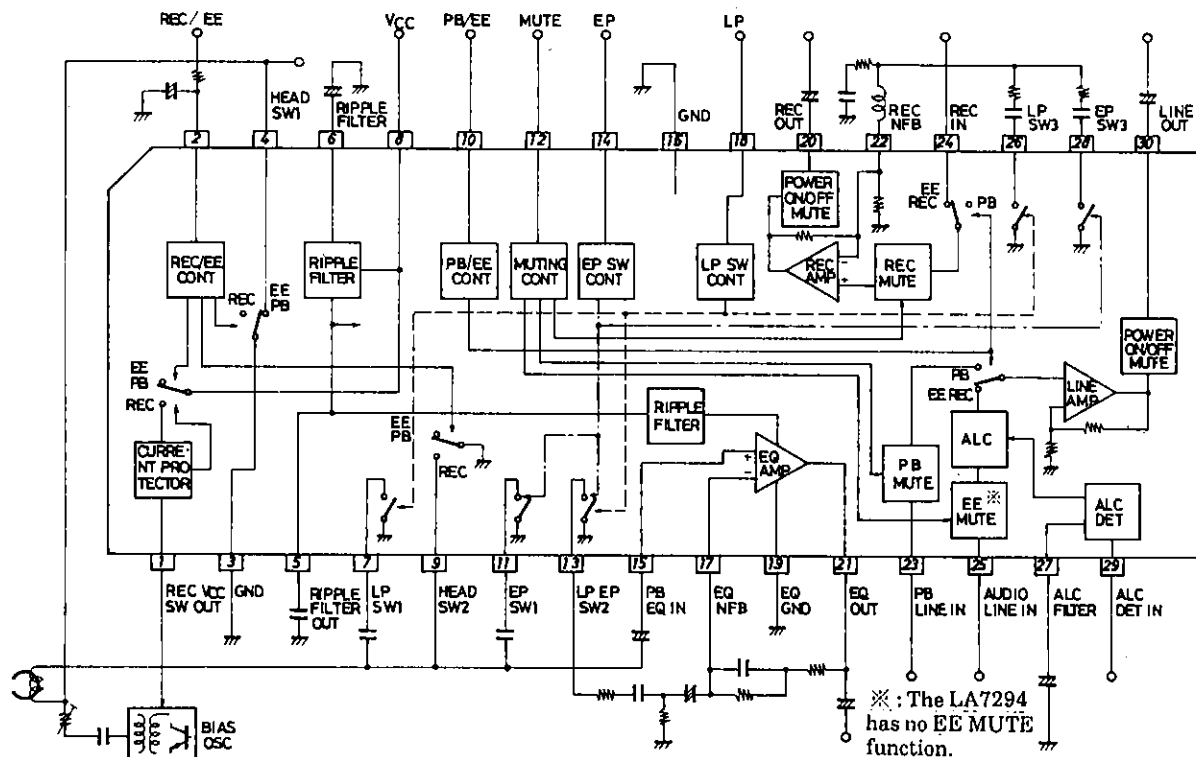 REC/EE
VCC
PB/EE
MUTE
EP
LP
HEAD
SW1
RIPPLE
FILTER
GND
REC
OUT
REC
NFB
REC
IN
LP
SW3
EP
SW3
LINE
OUT
2
4
6
8
10
12
14
16
18
20
22
24
26
28
30
POWER
ON/OFF
MUTE
EE
REC
PB
REC/EE
CONT
RIPPLE
FILTER
PB/EE
CONT
MUTING
CONT
EP SW
CONT
LP SW
CONT
REC
AMP
-
+
REC
MUTE
REC
EE
PB
POWER
ON/OFF
MUTE
EE
PB
REC
PB
EE REC
LINE
AMP
RIPPLE
FILTER
EE
PB
REC
CURRE
NT PRO
TECTOR
+
-
EQ
AMP
PB
MUTE
ALC
EE ※
MUTE
ALC
DET
1
3
5
7
9
11
13
15
17
19
21
23
25
27
29
REC VCC
SW OUT
GND
RIPPLE
FILTER
OUT
LP
SW1
HEAD
SW2
EP
SW1
LP EP
SW2
PB
EQ IN
EQ
NFB
EQ
GND
EQ
OUT
PB
LINE IN
AUDIO
LINE IN
ALC
FILTER
ALC
DET IN
BIAS
OSC
※ : The LA7294
has no EE MUTE
function.